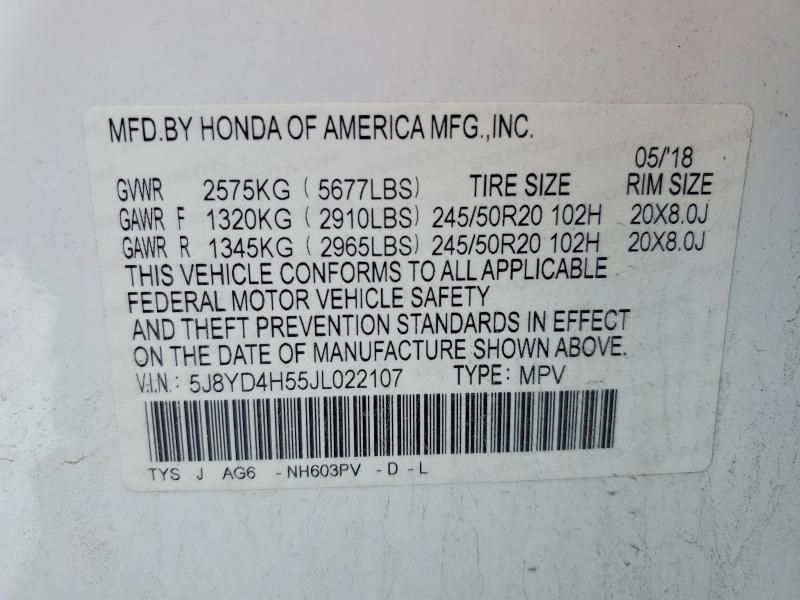 MFD.BY HONDA OF AMERICA MFG.,INC.
05/'18
GVWR 2575KG ( 5677LBS) TIRE SIZE RIM SIZE
GAWR F 1320KG ( 2910LBS) 245/50R20 102H 20X8.0J
GAWR R 1345KG ( 2965LBS) 245/50R20 102H 20X8.0J
THIS VEHICLE CONFORMS TO ALL APPLICABLE
FEDERAL MOTOR VEHICLE SAFETY
AND THEFT PREVENTION STANDARDS IN EFFECT
ON THE DATE OF MANUFACTURE SHOWN ABOVE.
V.I.N.: 5J8YD4H55JL022107 TYPE: MPV
TYS J AG6 -NH603PV -D-L